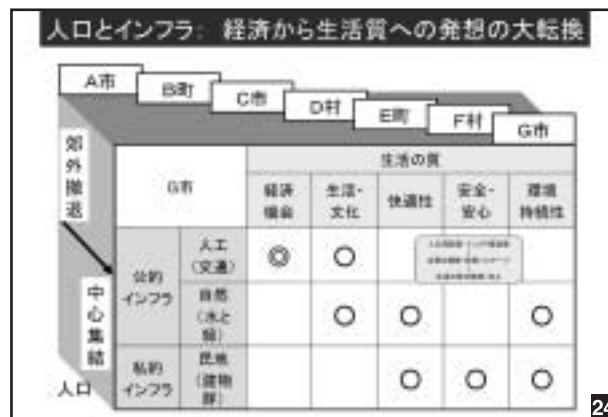 人口とインフラ: 経済から生活質への発想の大転換
A市
B町
C市
D村
E町
F村
G市
郊外撤退
中心集結
人口
G市
生活の質
経済
機会
生活・
文化
快適性
安全・
安心
環境
持続性
公的
インフラ
人工
(交通)
◎
○
自然
(水と
緑)
○
○
○
私的
インフラ
民地
(建物
群)
○
○
○
24